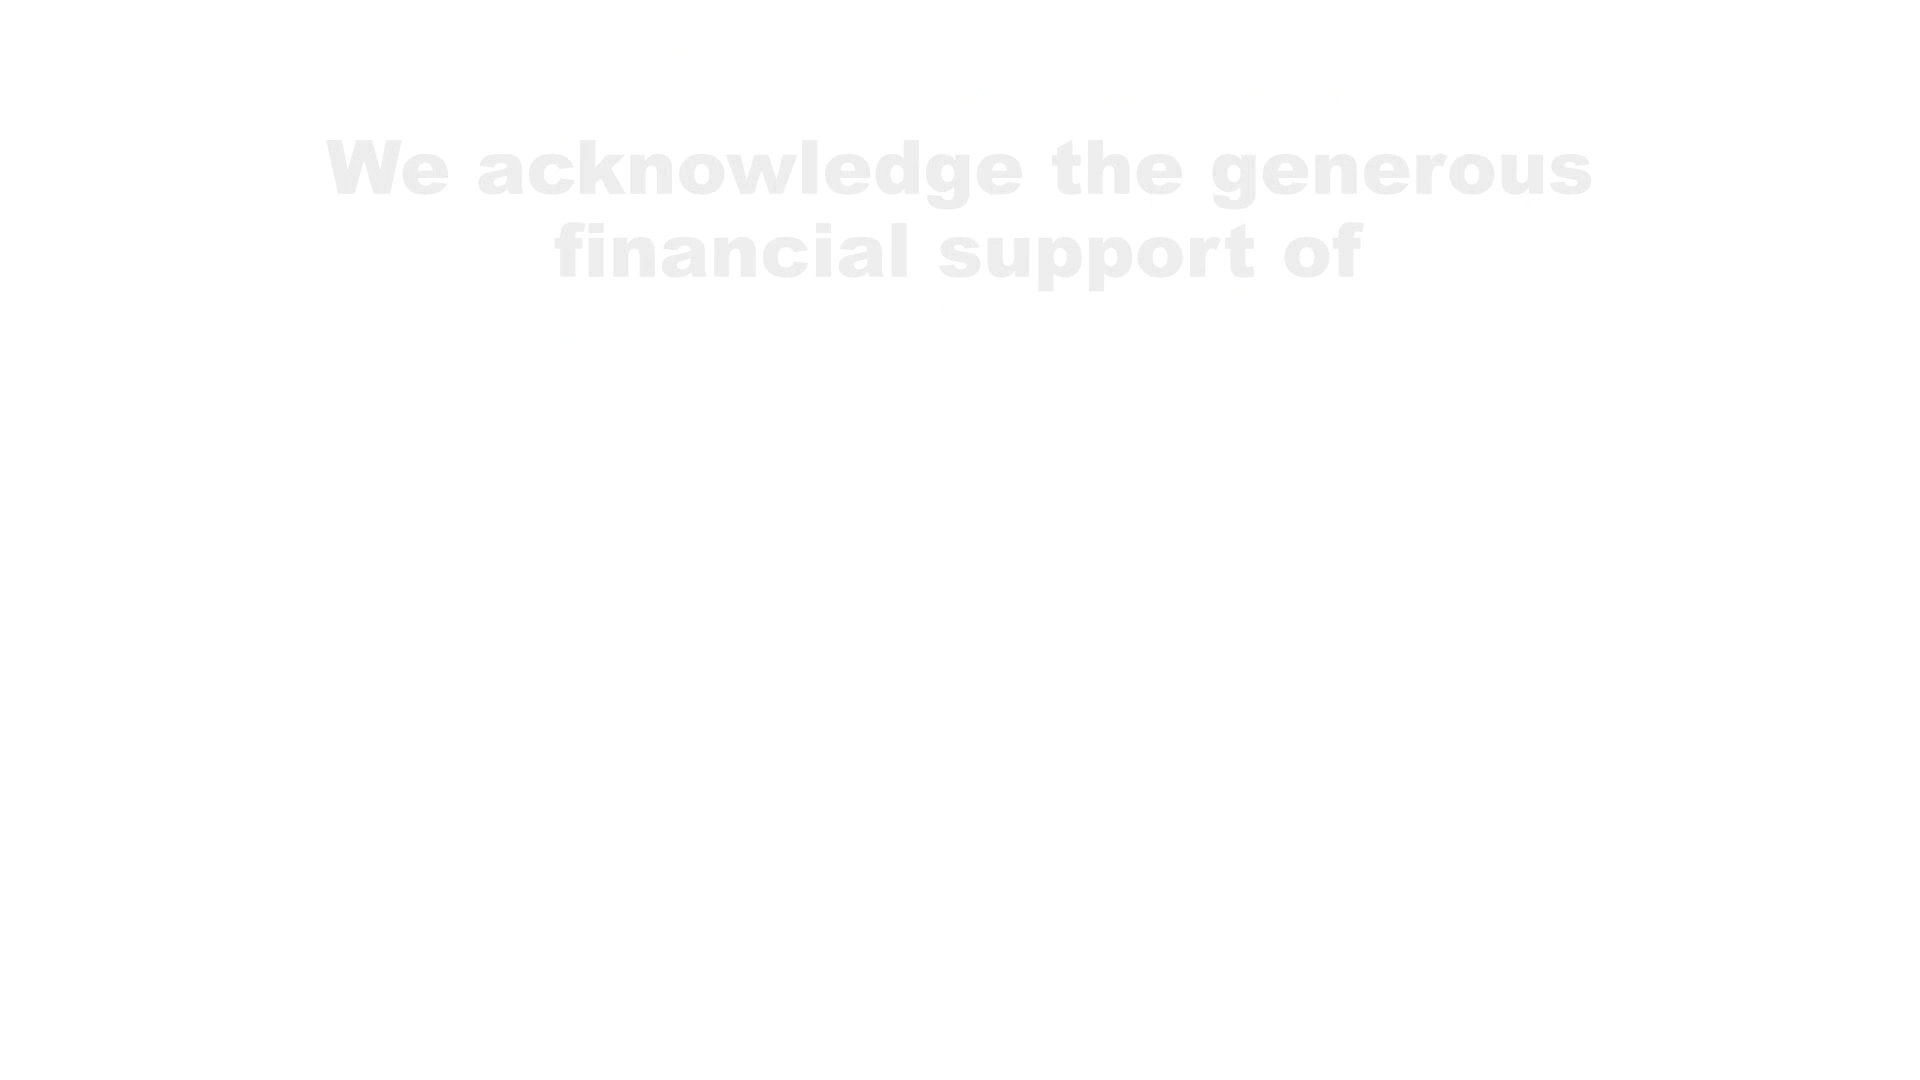 We acknowledge the generous
financial support of